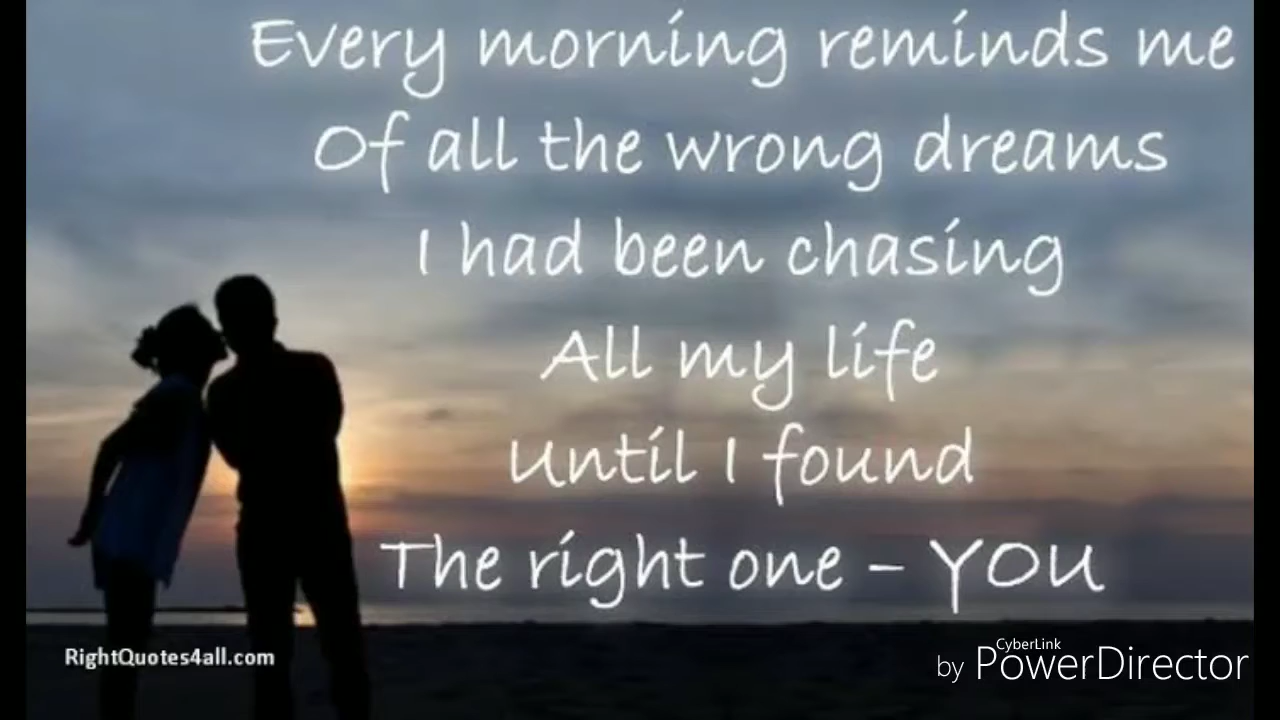 Every morning reminds me
Of all the wrong dreams
I had been chasing
All my life
Until I found
The right one – YOU
RightQuotes4all.com
CyberLink
by PowerDirector